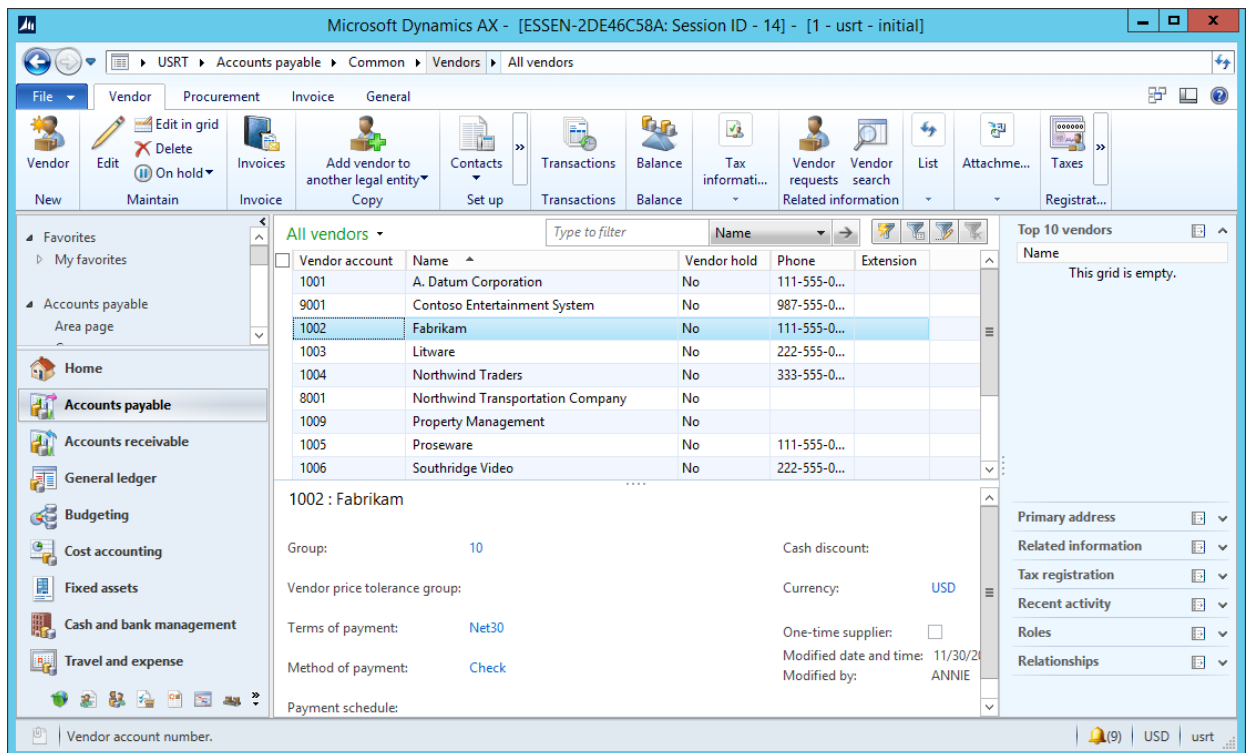 Microsoft Dynamics AX - [ESSEN-2DE46C58A: Session ID - 14] - [1 - usrt - initial]
USRT Accounts payable Common Vendors All vendors
File Vendor Procurement Invoice General
Vendor
Edit
Edit in grid
Delete
On hold
Invoices
Add vendor to
another legal entity
Contacts
Transactions
Balance
Tax
informati...
Vendor
requests
Vendor
search
List
Attachme...
Taxes
New Maintain Invoice Copy Set up Transactions Balance Related information Registrat...
Favorites
My favorites
Accounts payable
Area page
Home
Accounts payable
Accounts receivable
General ledger
Budgeting
Cost accounting
Fixed assets
Cash and bank management
Travel and expense
All vendors Type to filter Name
Vendor account Name Vendor hold Phone Extension
1001 A. Datum Corporation No 111-555-0...
9001 Contoso Entertainment System No 987-555-0...
1002 Fabrikam No 111-555-0...
1003 Litware No 222-555-0...
1004 Northwind Traders No 333-555-0...
8001 Northwind Transportation Company No
1009 Property Management No
1005 Proseware No 111-555-0...
1006 Southridge Video No 222-555-0...
1002 : Fabrikam
Group: 10 Cash discount:
Vendor price tolerance group: Currency: USD
Terms of payment: Net30 One-time supplier:
Modified date and time: 11/30/20
Method of payment: Check Modified by: ANNIE
Payment schedule:
Top 10 vendors
Name
This grid is empty.
Primary address
Related information
Tax registration
Recent activity
Roles
Relationships
Vendor account number. (9) USD usrt